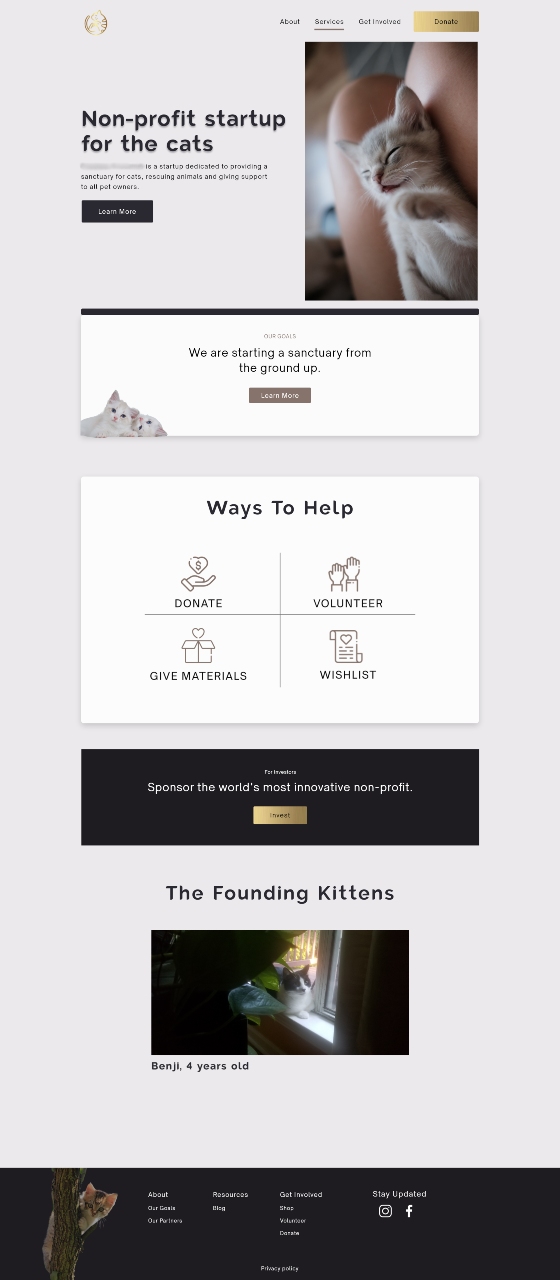 About Services Get Involved Donate
Non-profit startup
for the cats
is a startup dedicated to providing a
sanctuary for cats, rescuing animals and giving support
to all pet owners.
Learn More
OUR GOALS
We are starting a sanctuary from
the ground up.
Learn More
Ways To Help
$
DONATE
VOLUNTEER
GIVE MATERIALS
WISHLIST
For Investors
Sponsor the world's most innovative non-profit.
Invest
The Founding Kittens
Benji, 4 years old
About
Our Goals
Our Partners
Resources
Blog
Get Involved
Shop
Volunteer
Donate
Stay Updated
Privacy policy